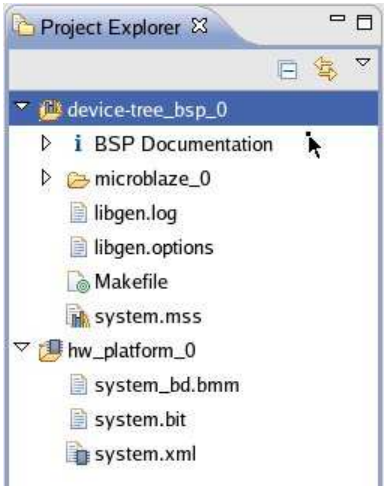 Project Explorer
device-tree_bsp_0
BSP Documentation
microblaze_0
libgen.log
libgen.options
Makefile
system.mss
hw_platform_0
system_bd.bmm
system.bit
system.xml